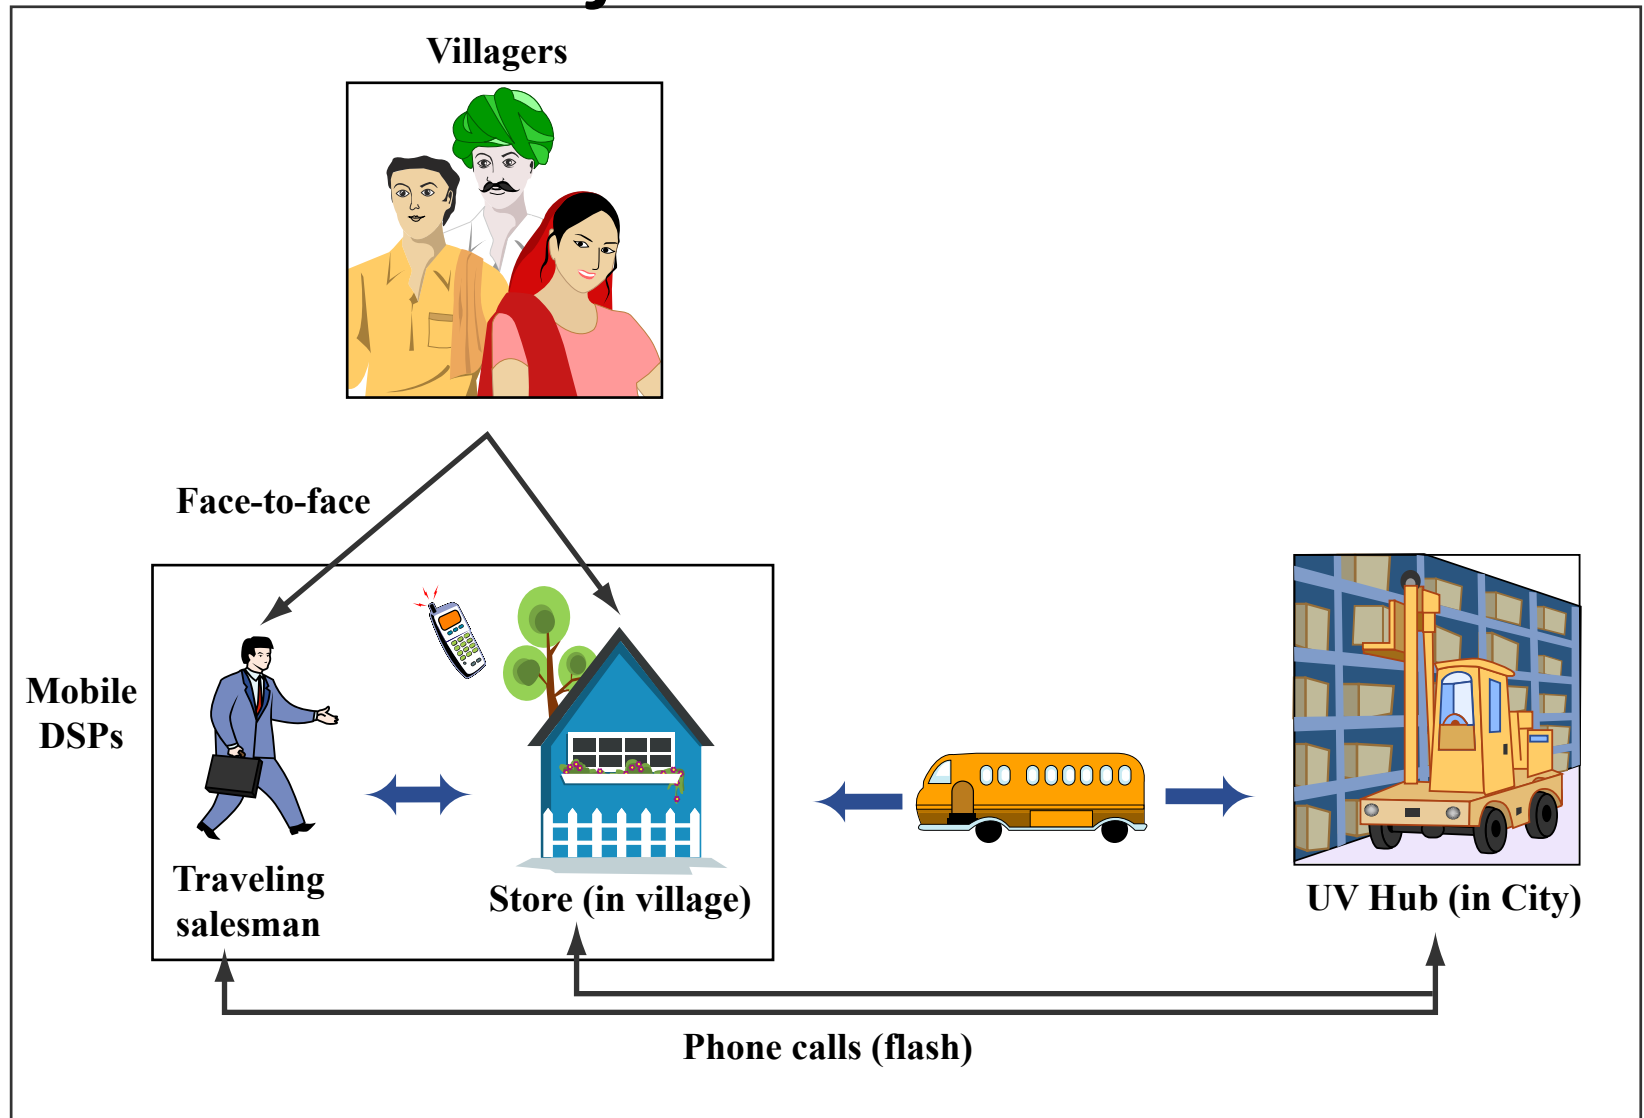 Villagers
Face-to-face
Mobile
DSPs
Traveling
salesman
Store (in village)
UV Hub (in City)
Phone calls (flash)